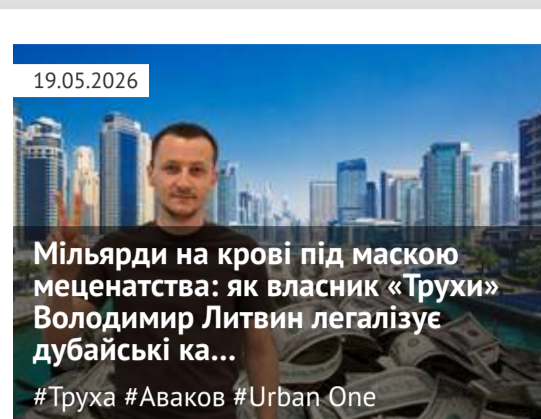 19.05.2026
Мільярди на крові під маскою
меценатства: як власник «Трухи»
Володимир Литвин легалізує
дубайські ка...
#Труха #Аваков #Urban One